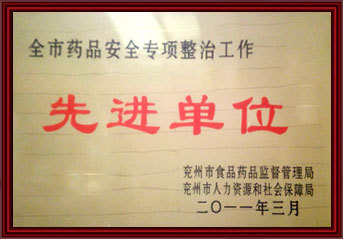 全市药品安全专项整治工作
先进单位
兖州市食品药品监督管理局
兖州市人力资源和社会保障局
二〇一一年三月